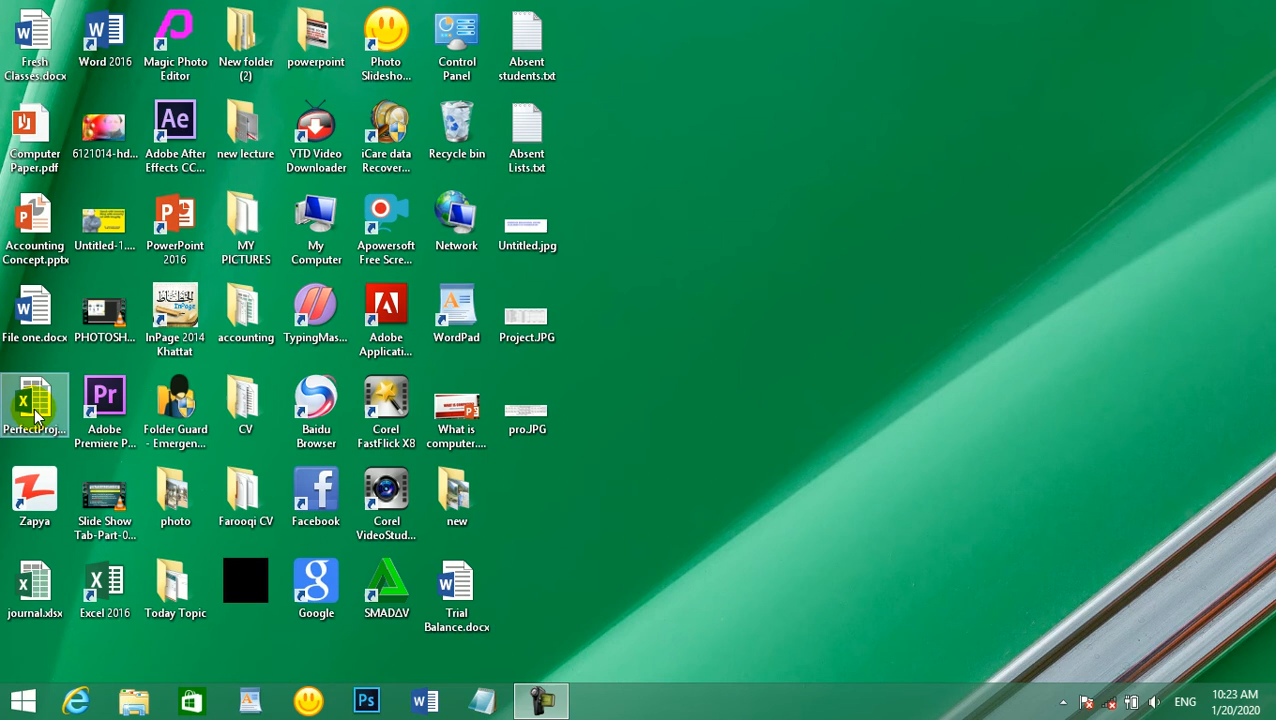 Fresh
Classes.docx
Word 2016
Magic Photo
Editor
New folder
(2)
powerpoint
Photo
Slidesho...
Control
Panel
Absent
students.txt
Computer
Paper.pdf
6121014-hd...
Adobe After
Effects CC...
new lecture
YTD Video
Downloader
iCare data
Recover...
Recycle bin
Absent
Lists.txt
Accounting
Concept.pptx
Untitled-1....
PowerPoint
2016
MY
PICTURES
My
Computer
Apowersoft
Free Scre...
Network
Untitled.jpg
File one.docx
PHOTOSH...
InPage 2014
Khattat
accounting
TypingMas...
Adobe
Applicati...
WordPad
Project.JPG
PerfectProj...
Adobe
Premiere P...
Folder Guard
- Emergen...
CV
Baidu
Browser
Corel
FastFlick X8
What is
computer....
pro.JPG
Zapya
Slide Show
Tab-Part-0...
photo
Farooqi CV
Facebook
Corel
VideoStud...
new
journal.xlsx
Excel 2016
Today Topic
Google
SMADΔV
Trial
Balance.docx
ENG
10:23 AM
1/20/2020